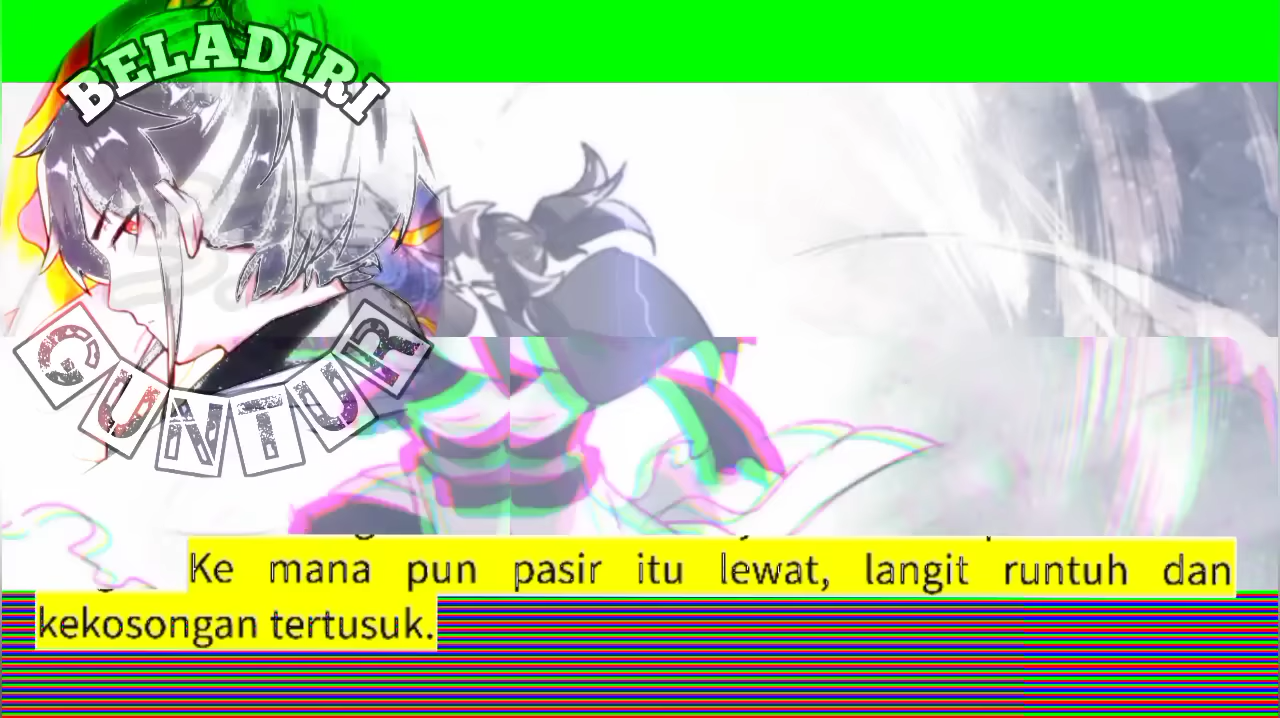 BELADIRI
GUNTUR
Ke mana pun pasir itu lewat, langit runtuh dan
kekosongan tertusuk.